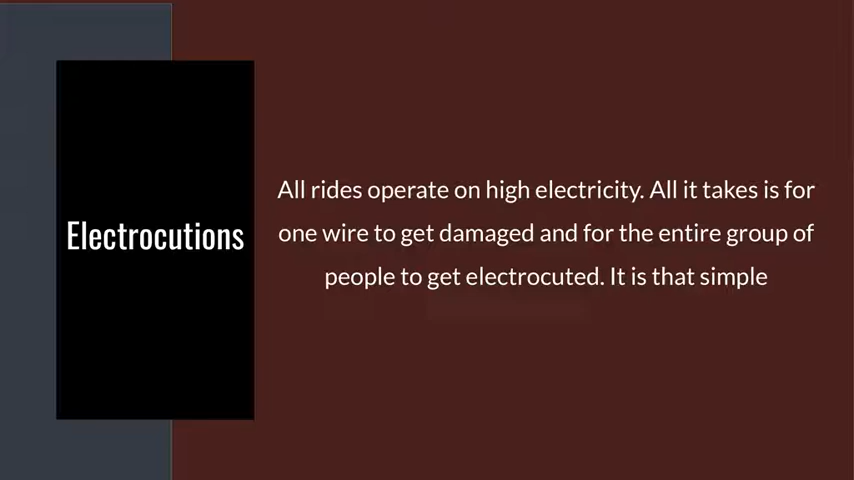 Electrocutions
All rides operate on high electricity. All it takes is for
one wire to get damaged and for the entire group of
people to get electrocuted. It is that simple